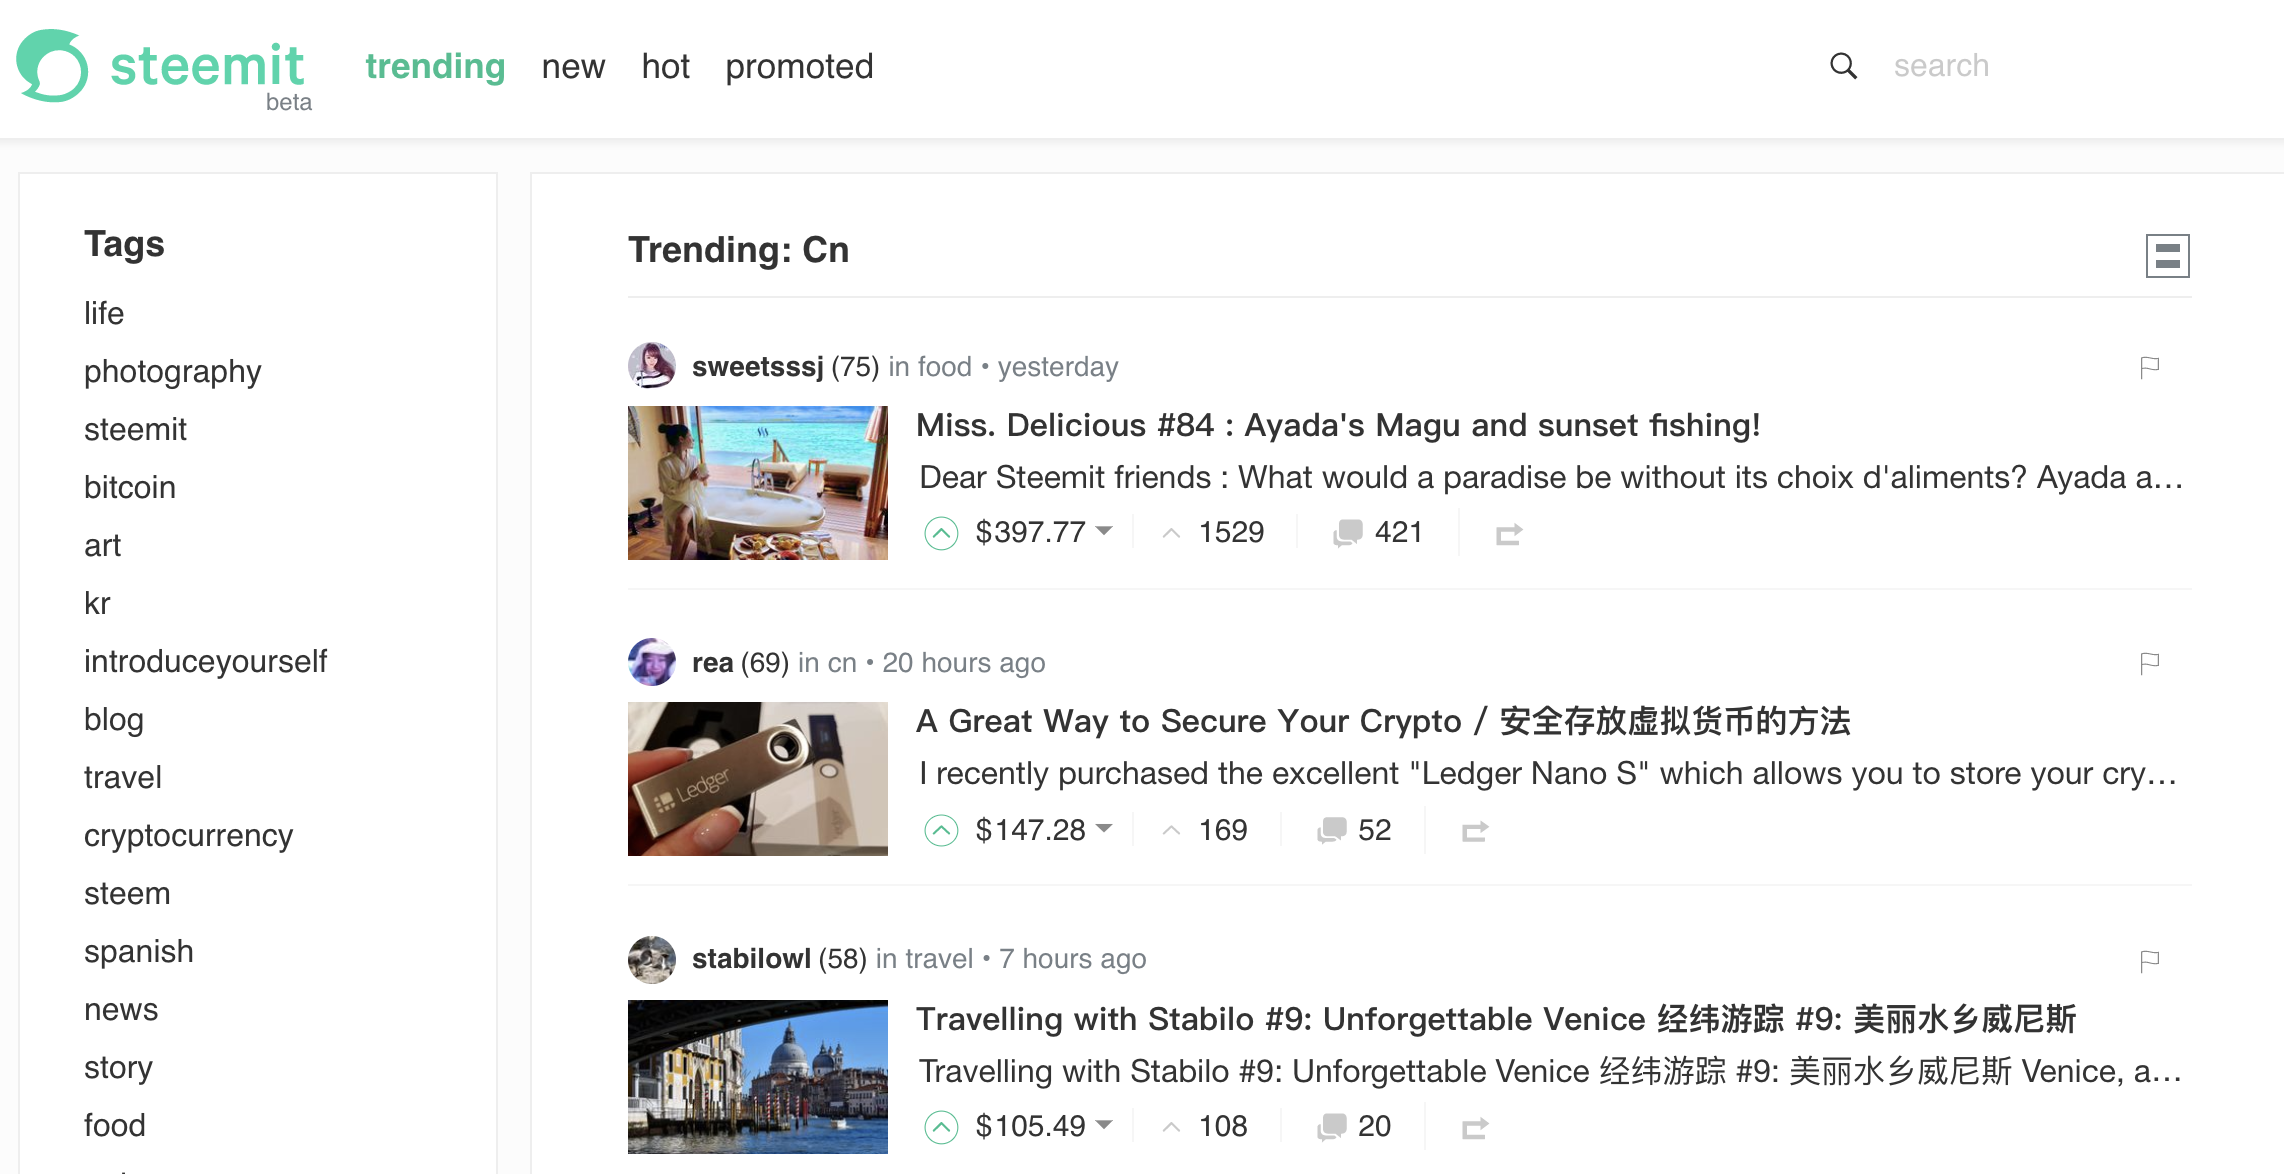 steemit
beta
trending new hot promoted
search
Tags
life
photography
steemit
bitcoin
art
kr
introduceyourself
blog
travel
cryptocurrency
steem
spanish
news
story
food
Trending: Cn
sweetsssj (75) in food • yesterday
Miss. Delicious #84 : Ayada's Magu and sunset fishing!
Dear Steemit friends : What would a paradise be without its choix d'aliments? Ayada a...
$397.77 1529 421
rea (69) in cn • 20 hours ago
Ledger
A Great Way to Secure Your Crypto / 安全存放虚拟货币的方法
I recently purchased the excellent "Ledger Nano S" which allows you to store your cry...
$147.28 169 52
stabilowl (58) in travel • 7 hours ago
Travelling with Stabilo #9: Unforgettable Venice 经纬游踪 #9: 美丽水乡威尼斯
Travelling with Stabilo #9: Unforgettable Venice 经纬游踪 #9: 美丽水乡威尼斯 Venice, a...
$105.49 108 20